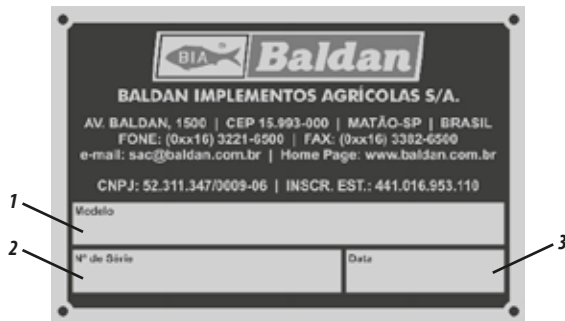 BIA Baldan
BALDAN IMPLEMENTOS AGRÍCOLAS S/A.
AV. BALDAN, 1500 | CEP 15.993-000 | MATÃO-SP | BRASIL
FONE: (0xx16) 3221-6500 | FAX: (0xx16) 3382-6500
e-mail: sac@baldan.com.br | Home Page: www.baldan.com.br
CNPJ: 52.311.347/0009-06 | INSCR. EST.: 441.016.953.110
1
Modelo
2
Nº de Série
Data
3